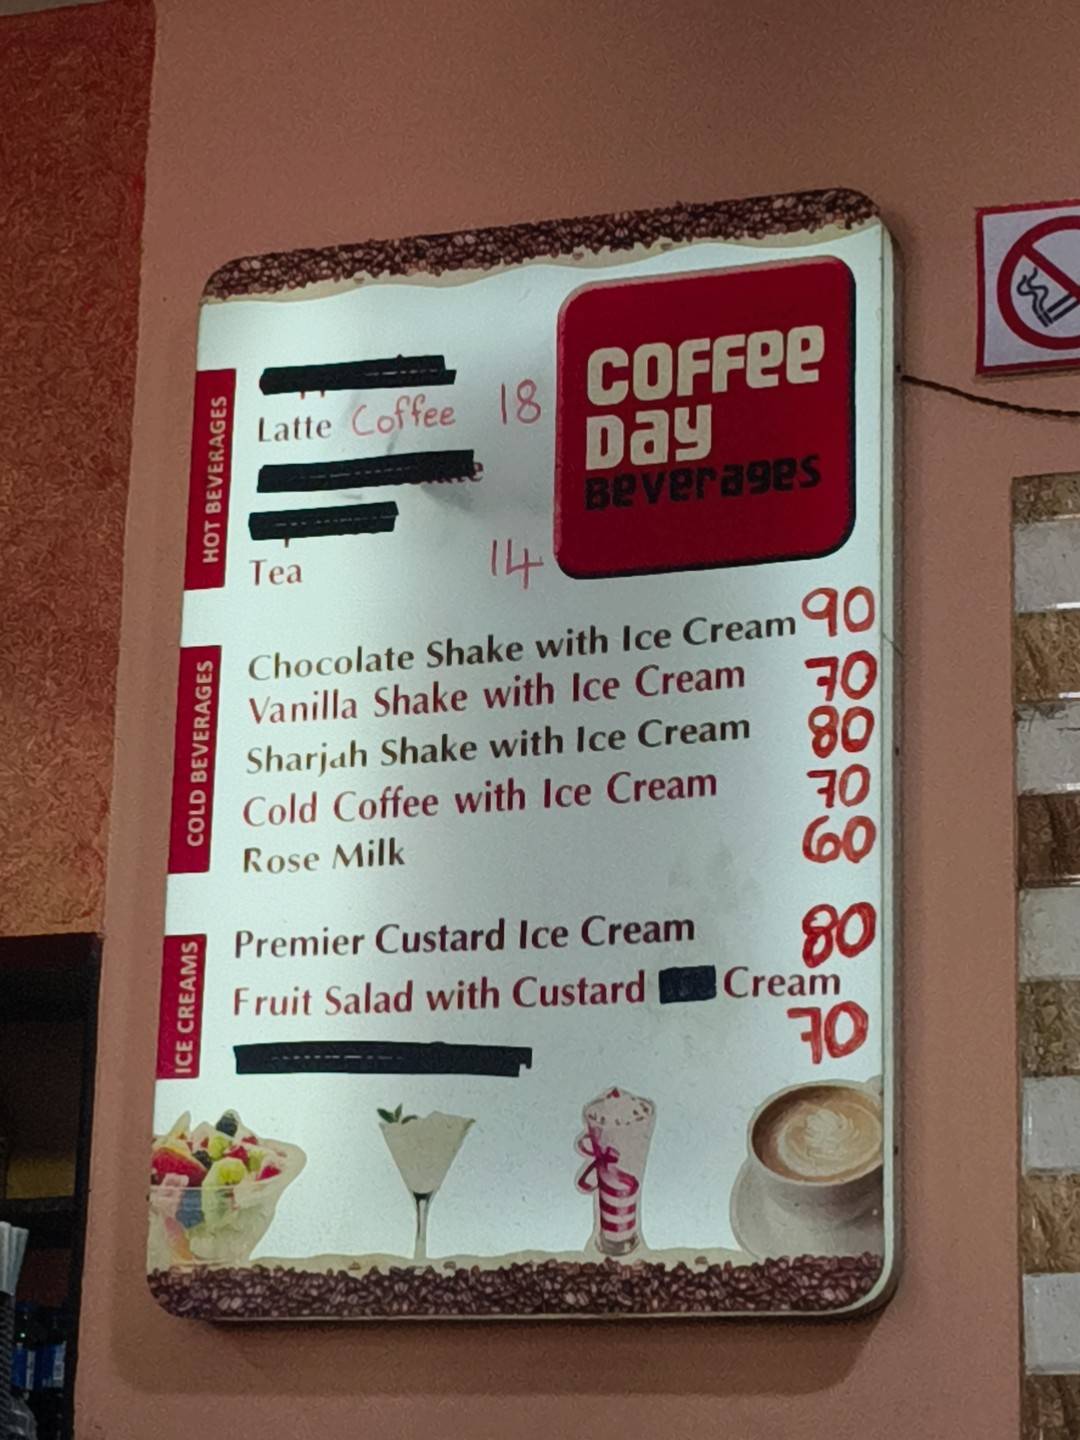 COFFEE
DAY
Beverages
HOT BEVERAGES
Latte Coffee 18
Tea 14
COLD BEVERAGES
Chocolate Shake with Ice Cream 90
Vanilla Shake with Ice Cream 70
Sharjah Shake with Ice Cream 80
Cold Coffee with Ice Cream 70
Rose Milk 60
ICE CREAMS
Premier Custard Ice Cream 80
Fruit Salad with Custard Cream
70